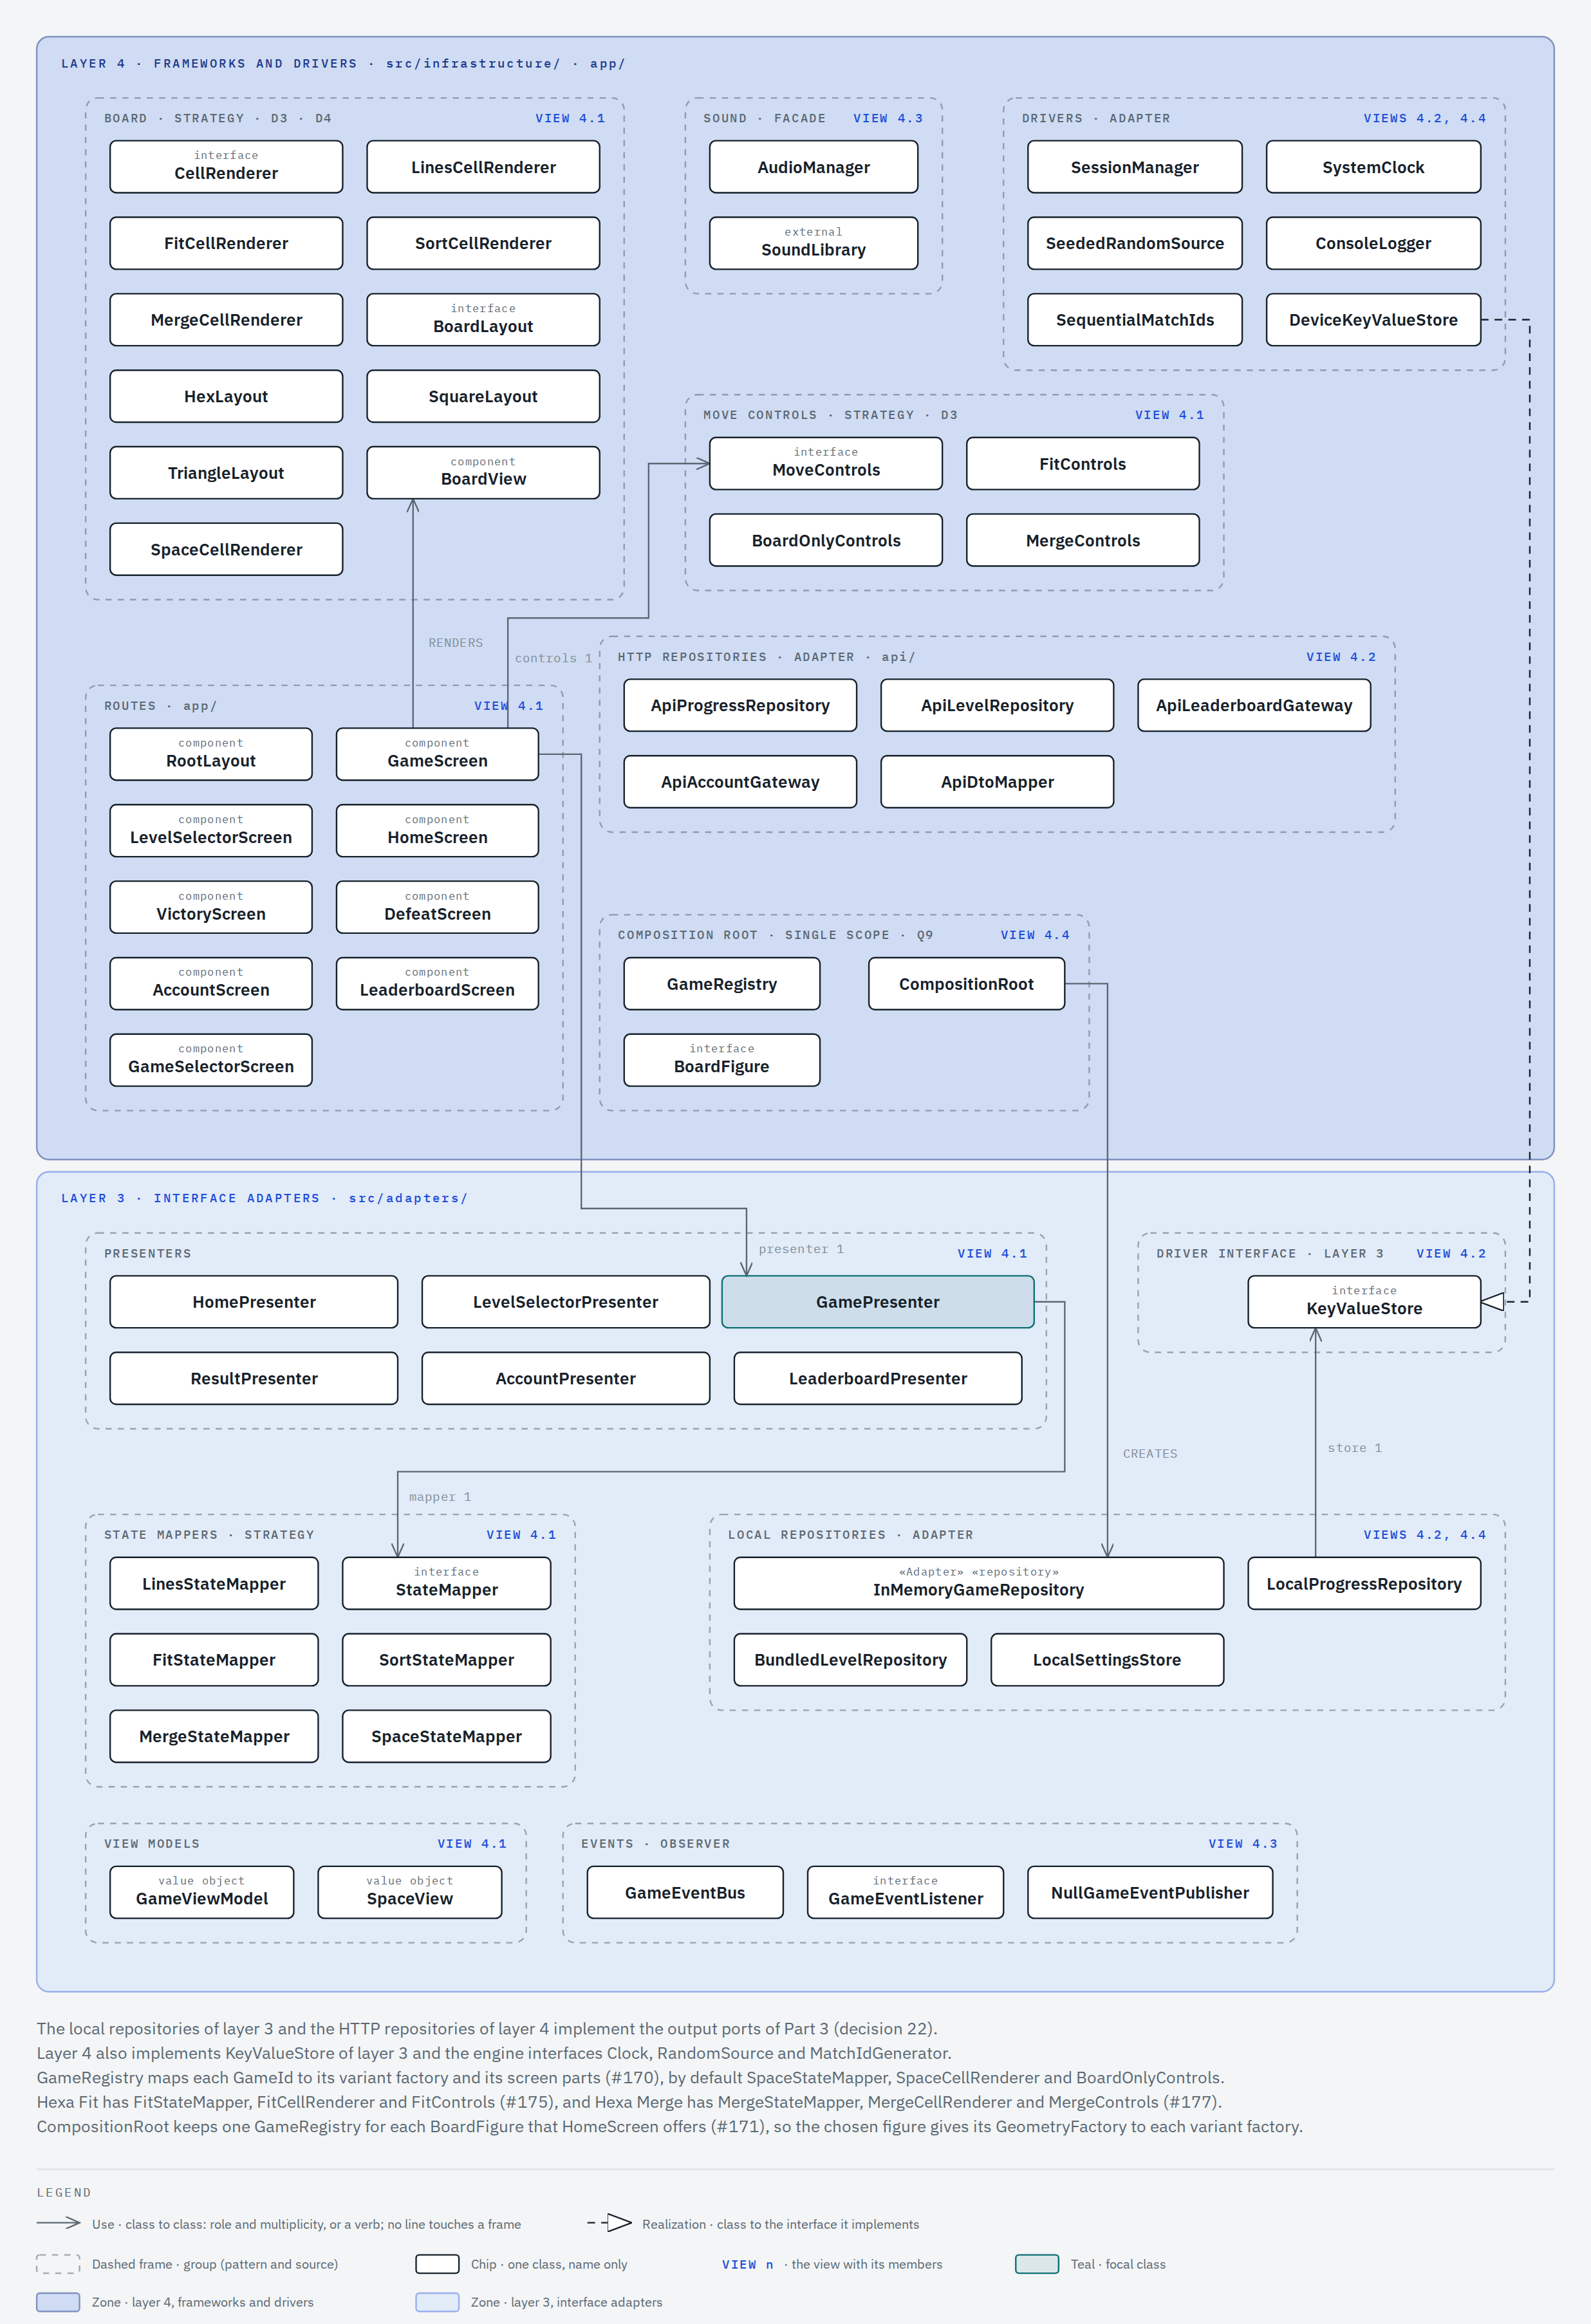 LAYER 4 · FRAMEWORKS AND DRIVERS · src/infrastructure/ · app/
BOARD · STRATEGY · D3 · D4
VIEW 4.1
interface
CellRenderer
LinesCellRenderer
FitCellRenderer
SortCellRenderer
MergeCellRenderer
interface
BoardLayout
HexLayout
SquareLayout
TriangleLayout
component
BoardView
SpaceCellRenderer
SOUND · FACADE
VIEW 4.3
AudioManager
external
SoundLibrary
DRIVERS · ADAPTER
VIEWS 4.2, 4.4
SessionManager
SystemClock
SeededRandomSource
ConsoleLogger
SequentialMatchIds
DeviceKeyValueStore
MOVE CONTROLS · STRATEGY · D3
VIEW 4.1
interface
MoveControls
FitControls
BoardOnlyControls
MergeControls
RENDERS
controls 1
HTTP REPOSITORIES · ADAPTER · api/
VIEW 4.2
ApiProgressRepository
ApiLevelRepository
ApiLeaderboardGateway
ApiAccountGateway
ApiDtoMapper
ROUTES · app/
VIEW 4.1
component
RootLayout
component
GameScreen
component
LevelSelectorScreen
component
HomeScreen
component
VictoryScreen
component
DefeatScreen
component
AccountScreen
component
LeaderboardScreen
component
GameSelectorScreen
COMPOSITION ROOT · SINGLE SCOPE · Q9
VIEW 4.4
GameRegistry
CompositionRoot
interface
BoardFigure
LAYER 3 · INTERFACE ADAPTERS · src/adapters/
PRESENTERS
presenter 1
VIEW 4.1
HomePresenter
LevelSelectorPresenter
GamePresenter
ResultPresenter
AccountPresenter
LeaderboardPresenter
DRIVER INTERFACE · LAYER 3
VIEW 4.2
interface
KeyValueStore
CREATES
store 1
mapper 1
STATE MAPPERS · STRATEGY
VIEW 4.1
LinesStateMapper
interface
StateMapper
FitStateMapper
SortStateMapper
MergeStateMapper
SpaceStateMapper
LOCAL REPOSITORIES · ADAPTER
VIEWS 4.2, 4.4
«Adapter» «repository»
InMemoryGameRepository
LocalProgressRepository
BundledLevelRepository
LocalSettingsStore
VIEW MODELS
VIEW 4.1
value object
GameViewModel
value object
SpaceView
EVENTS · OBSERVER
VIEW 4.3
GameEventBus
interface
GameEventListener
NullGameEventPublisher
The local repositories of layer 3 and the HTTP repositories of layer 4 implement the output ports of Part 3 (decision 22).
Layer 4 also implements KeyValueStore of layer 3 and the engine interfaces Clock, RandomSource and MatchIdGenerator.
GameRegistry maps each GameId to its variant factory and its screen parts (#170), by default SpaceStateMapper, SpaceCellRenderer and BoardOnlyControls.
Hexa Fit has FitStateMapper, FitCellRenderer and FitControls (#175), and Hexa Merge has MergeStateMapper, MergeCellRenderer and MergeControls (#177).
CompositionRoot keeps one GameRegistry for each BoardFigure that HomeScreen offers (#171), so the chosen figure gives its GeometryFactory to each variant factory.
LEGEND
Use · class to class: role and multiplicity, or a verb; no line touches a frame
Realization · class to the interface it implements
Dashed frame · group (pattern and source)
Chip · one class, name only
VIEW n · the view with its members
Teal · focal class
Zone · layer 4, frameworks and drivers
Zone · layer 3, interface adapters